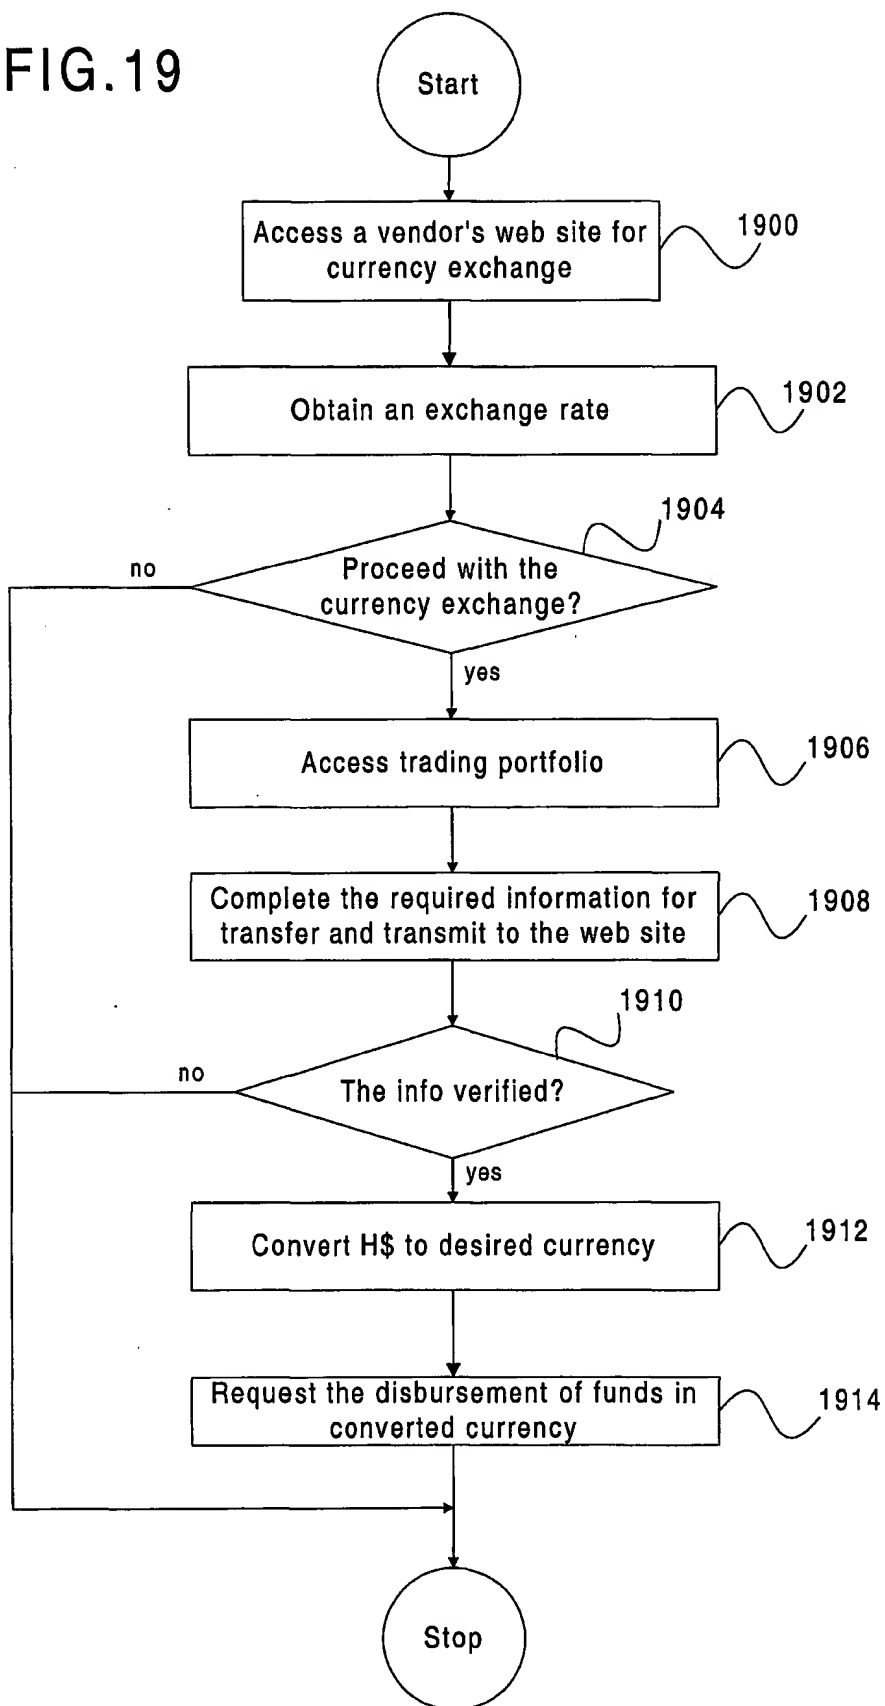 FIG.19
Start
Access a vendor's web site for
currency exchange
1900
Obtain an exchange rate
1902
1904
Proceed with the
currency exchange?
no
yes
Access trading portfolio
1906
Complete the required information for
transfer and transmit to the web site
1908
1910
The info verified?
no
yes
Convert H$ to desired currency
1912
Request the disbursement of funds in
converted currency
1914
Stop